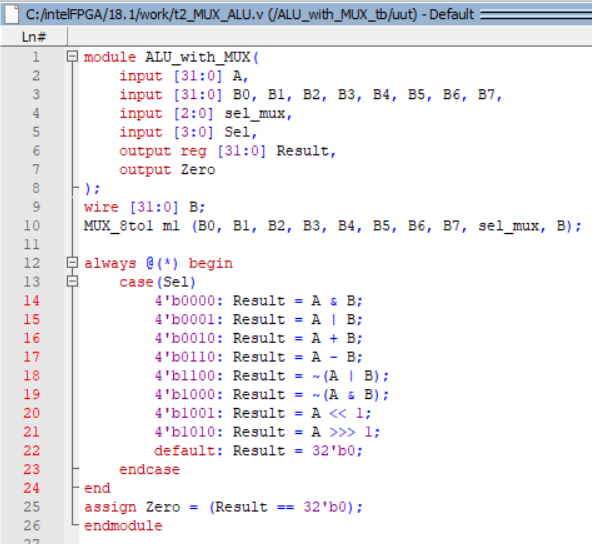 C:/intelFPGA/18.1/work/t2_MUX_ALU.v (/ALU_with_MUX_tb/uut) - Default
Ln#
1 module ALU_with_MUX(
2 input [31:0] A,
3 input [31:0] B0, B1, B2, B3, B4, B5, B6, B7,
4 input [2:0] sel_mux,
5 input [3:0] Sel,
6 output reg [31:0] Result,
7 output Zero
8 );
9 wire [31:0] B;
10 MUX_8to1 m1 (B0, B1, B2, B3, B4, B5, B6, B7, sel_mux, B);
11
12 always @(*) begin
13 case(Sel)
14 4'b0000: Result = A & B;
15 4'b0001: Result = A | B;
16 4'b0010: Result = A + B;
17 4'b0110: Result = A - B;
18 4'b1100: Result = ~(A | B);
19 4'b1000: Result = ~(A & B);
20 4'b1001: Result = A << 1;
21 4'b1010: Result = A >>> 1;
22 default: Result = 32'b0;
23 endcase
24 end
25 assign Zero = (Result == 32'b0);
26 endmodule
27